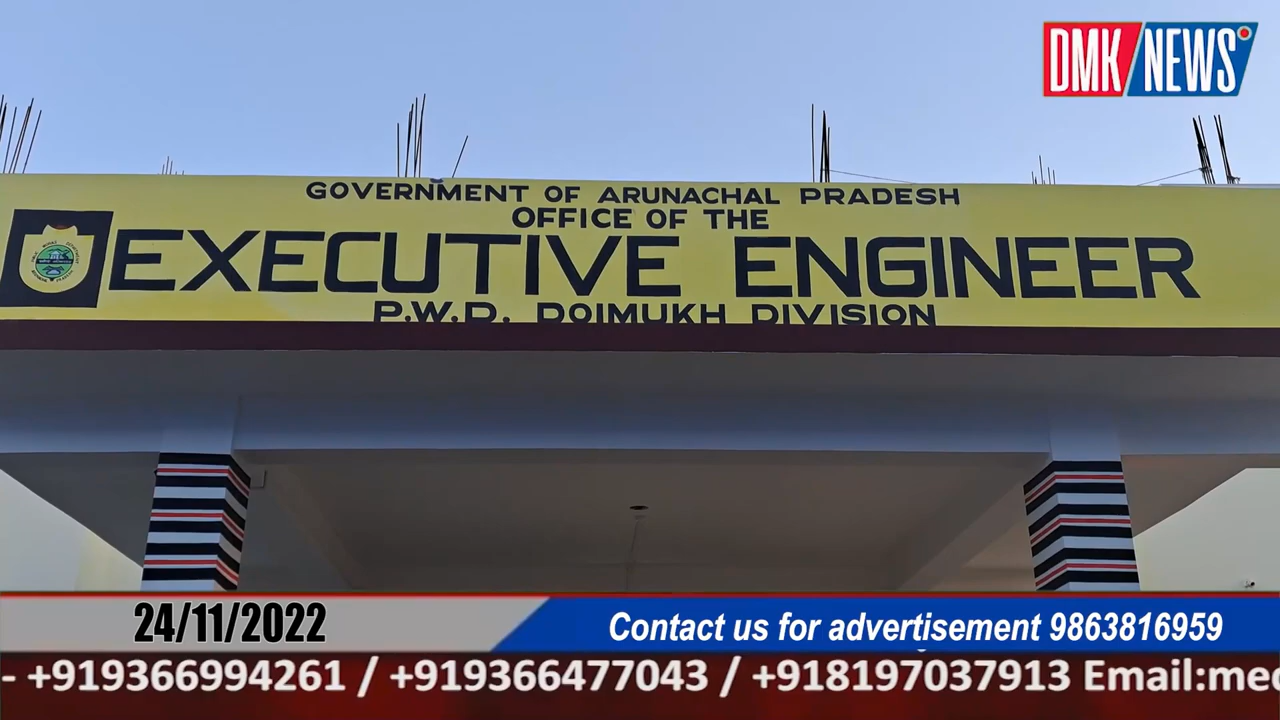 DMK NEWS
GOVERNMENT OF ARUNACHAL PRADESH
OFFICE OF THE
EXECUTIVE ENGINEER
P.W.D. DOIMUKH DIVISION
24/11/2022
Contact us for advertisement 9863816959
- +919366994261 / +919366477043 / +918197037913 Email:med